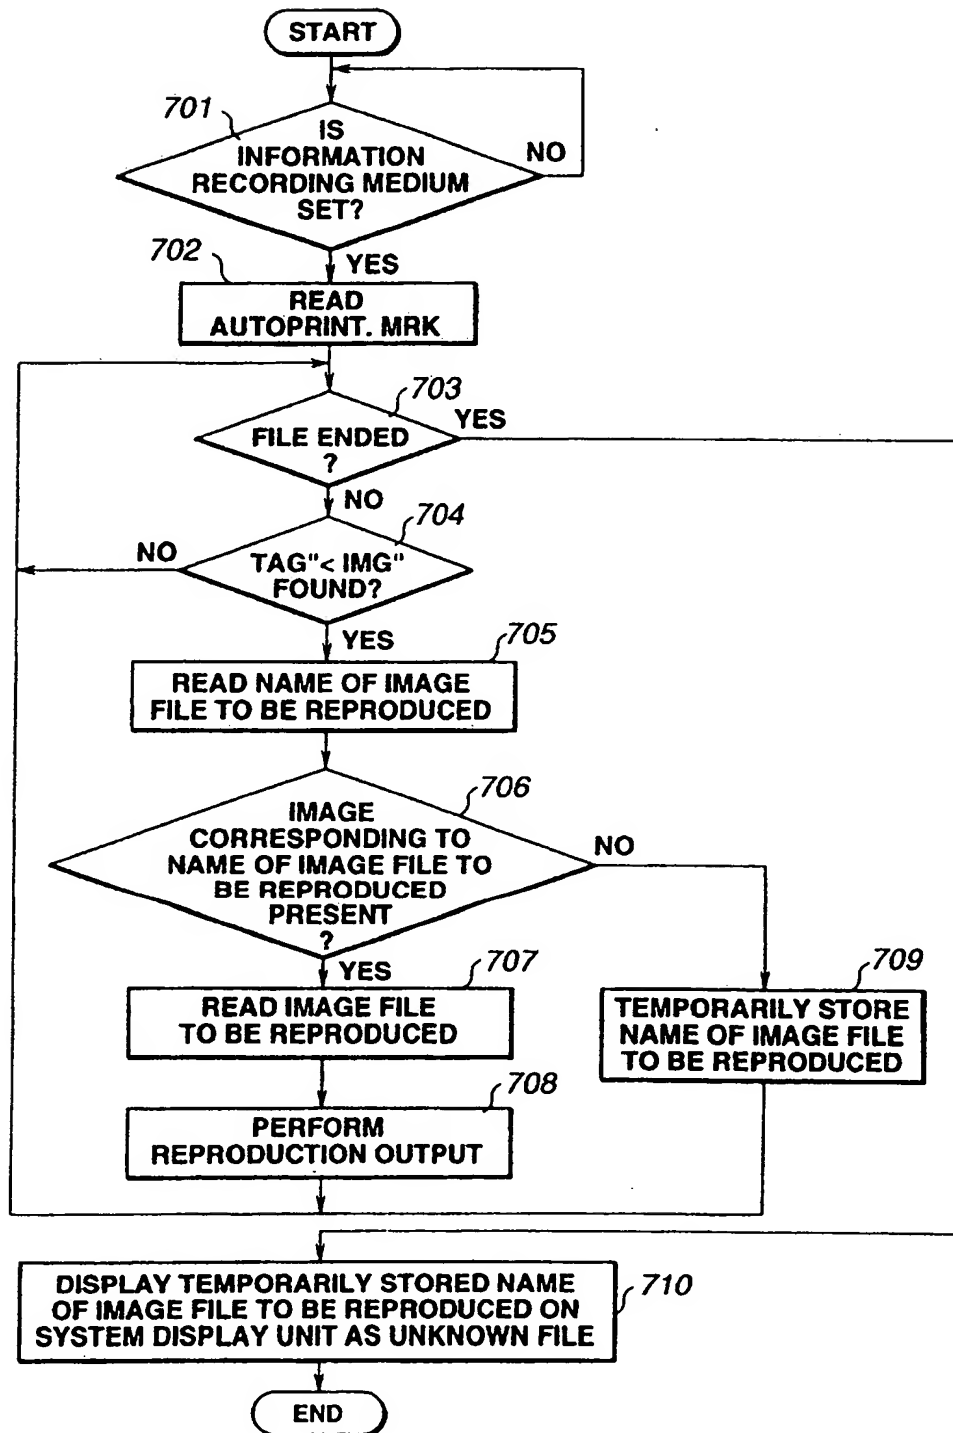 START
701
IS
INFORMATION
RECORDING MEDIUM
SET?
NO
702
YES
READ
AUTOPRINT. MRK
703
YES
FILE ENDED
?
NO
704
NO
TAG"< IMG"
FOUND?
YES
705
READ NAME OF IMAGE
FILE TO BE REPRODUCED
706
IMAGE
CORRESPONDING TO
NAME OF IMAGE FILE TO
BE REPRODUCED
PRESENT
?
NO
YES
707
READ IMAGE FILE
TO BE REPRODUCED
709
TEMPORARILY STORE
NAME OF IMAGE FILE
TO BE REPRODUCED
708
PERFORM
REPRODUCTION OUTPUT
710
DISPLAY TEMPORARILY STORED NAME
OF IMAGE FILE TO BE REPRODUCED ON
SYSTEM DISPLAY UNIT AS UNKNOWN FILE
END